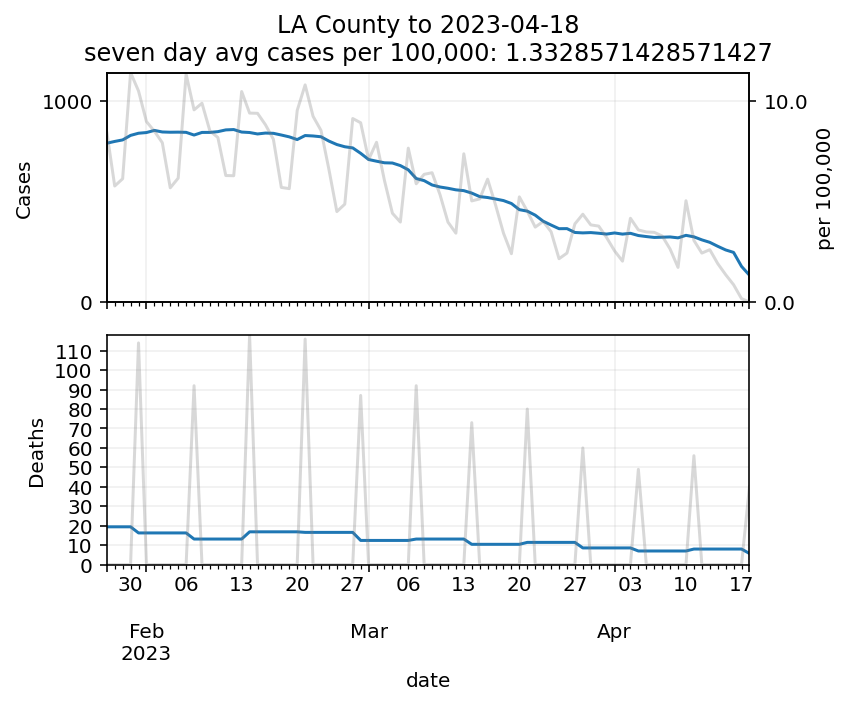 LA County to 2023-04-18
seven day avg cases per 100,000: 1.3328571428571427
1000
0
Cases
10.0
0.0
per 100,000
110
100
90
80
70
60
50
40
30
20
10
0
Deaths
30 06 13 20 27 06 13 20 27 03 10 17
Feb Mar Apr
2023
date